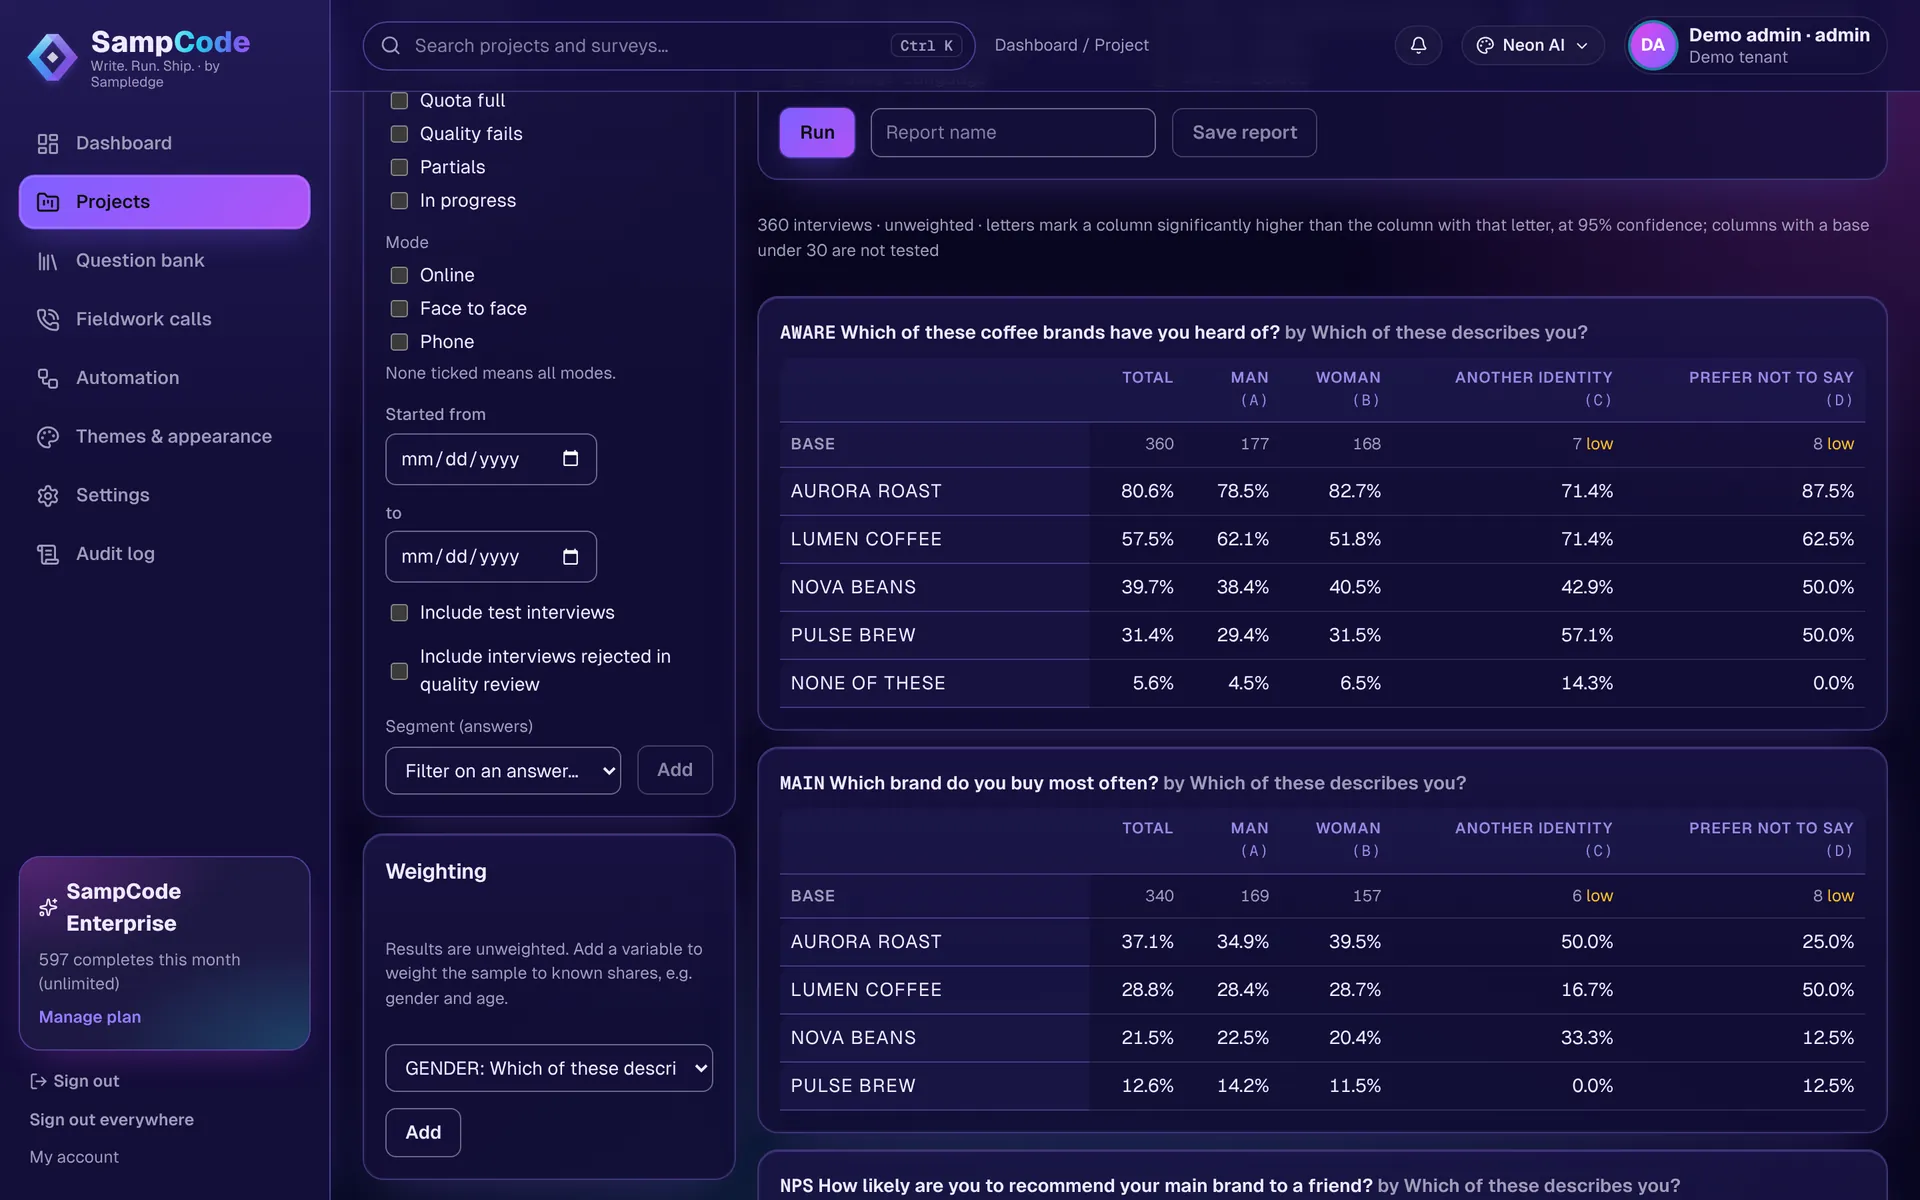 SampCode
Write. Run. Ship. · by
Sampledge
Dashboard
Projects
Question bank
Fieldwork calls
Automation
Themes & appearance
Settings
Audit log
SampCode
Enterprise
597 completes this month
(unlimited)
Manage plan
Sign out
Sign out everywhere
My account
Search projects and surveys...
Ctrl K
Dashboard / Project
Neon AI
DA
Demo admin · admin
Demo tenant
Quota full
Quality fails
Partials
In progress
Mode
Online
Face to face
Phone
None ticked means all modes.
Started from
mm/dd/yyyy
to
mm/dd/yyyy
Include test interviews
Include interviews rejected in
quality review
Segment (answers)
Filter on an answer...
Add
Weighting
Results are unweighted. Add a variable to
weight the sample to known shares, e.g.
gender and age.
GENDER: Which of these descri
Add
Run
Report name
Save report
360 interviews · unweighted · letters mark a column significantly higher than the column with that letter, at 95% confidence; columns with a base
under 30 are not tested
AWARE Which of these coffee brands have you heard of? by Which of these describes you?
TOTAL MAN WOMAN ANOTHER IDENTITY PREFER NOT TO SAY
(A) (B) (C) (D)
BASE 360 177 168 7 low 8 low
AURORA ROAST 80.6% 78.5% 82.7% 71.4% 87.5%
LUMEN COFFEE 57.5% 62.1% 51.8% 71.4% 62.5%
NOVA BEANS 39.7% 38.4% 40.5% 42.9% 50.0%
PULSE BREW 31.4% 29.4% 31.5% 57.1% 50.0%
NONE OF THESE 5.6% 4.5% 6.5% 14.3% 0.0%
MAIN Which brand do you buy most often? by Which of these describes you?
TOTAL MAN WOMAN ANOTHER IDENTITY PREFER NOT TO SAY
(A) (B) (C) (D)
BASE 340 169 157 6 low 8 low
AURORA ROAST 37.1% 34.9% 39.5% 50.0% 25.0%
LUMEN COFFEE 28.8% 28.4% 28.7% 16.7% 50.0%
NOVA BEANS 21.5% 22.5% 20.4% 33.3% 12.5%
PULSE BREW 12.6% 14.2% 11.5% 0.0% 12.5%
NPS How likely are you to recommend your main brand to a friend? by Which of these describes you?